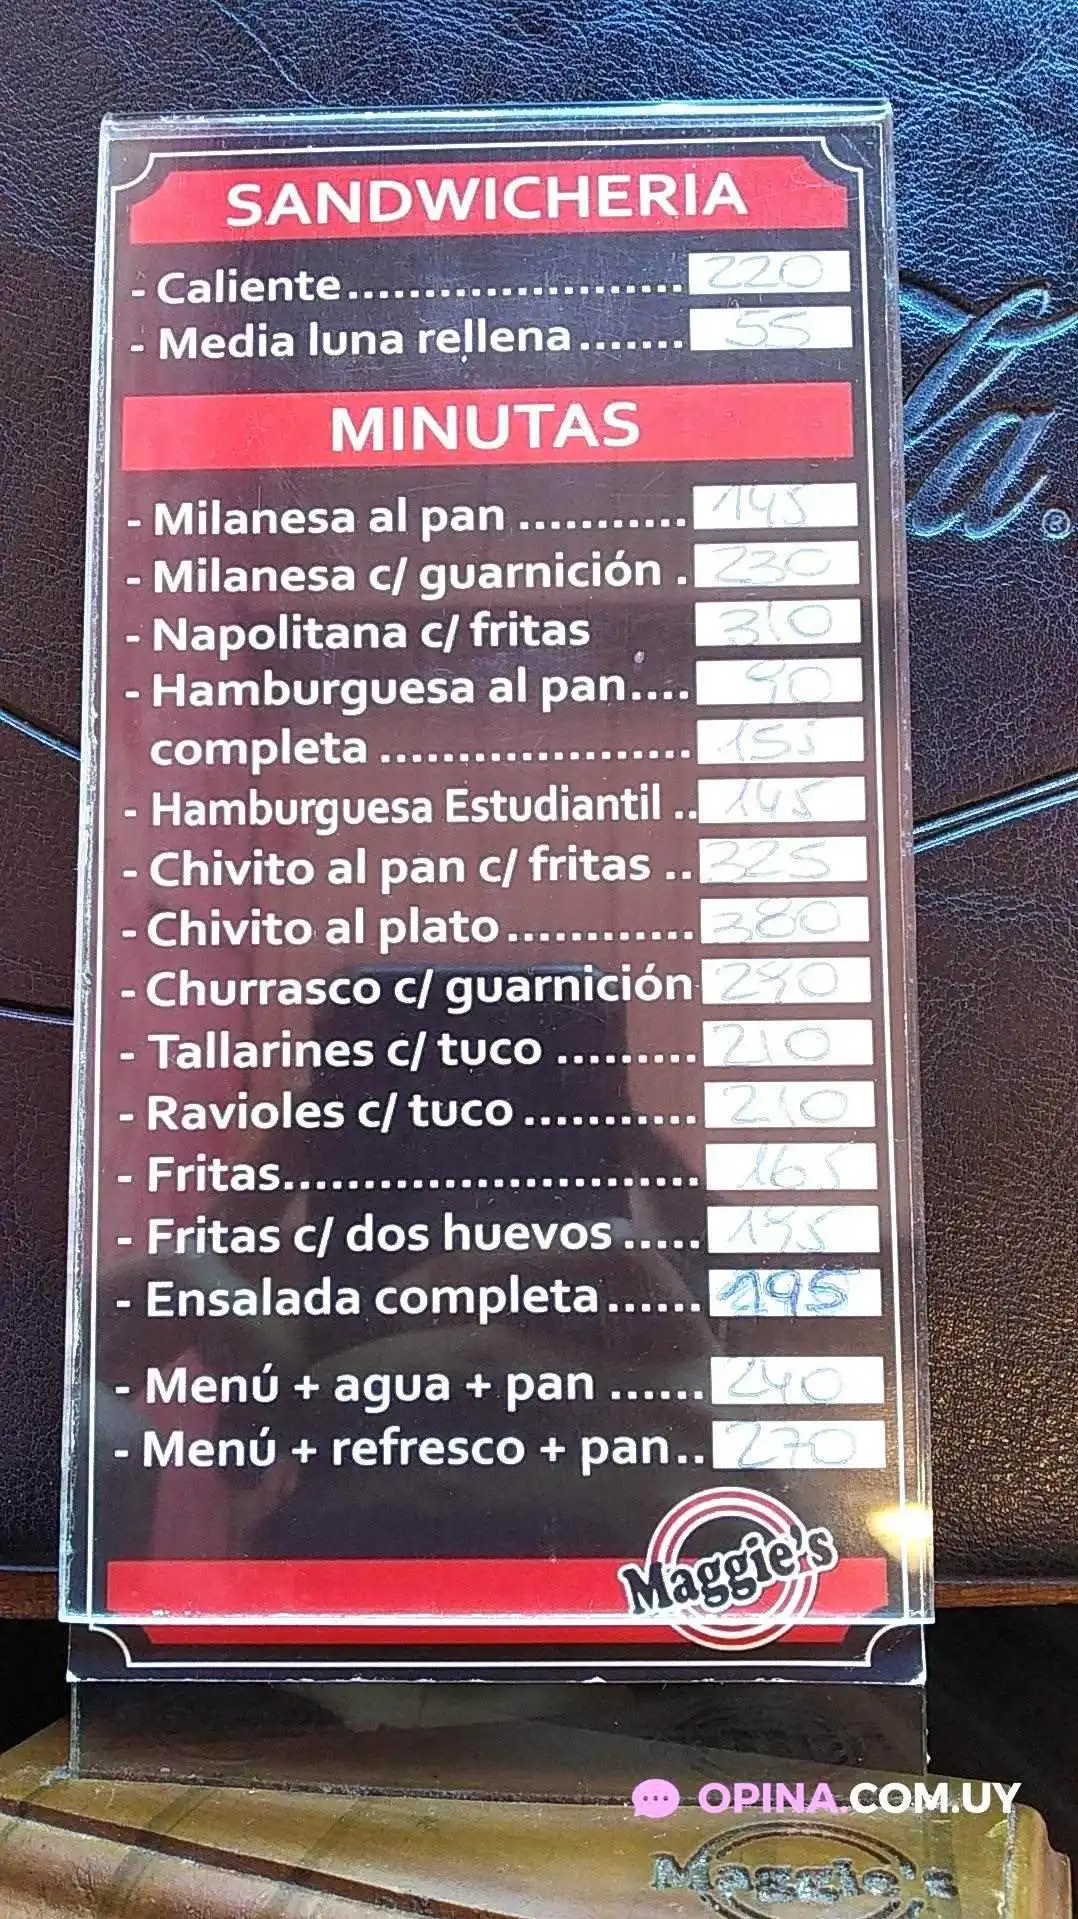 SANDWICHERIA
- Caliente...................... 220
- Media luna rellena ....... 55
MINUTAS
- Milanesa al pan ........... 145
- Milanesa c/ guarnición . 230
- Napolitana c/ fritas 310
- Hamburguesa al pan.... 90
completa .................... 155
- Hamburguesa Estudiantil .. 145
- Chivito al pan c/ fritas .. 325
- Chivito al plato ............ 380
- Churrasco c/ guarnición 290
- Tallarines c/ tuco ......... 210
- Ravioles c/ tuco ........... 210
- Fritas........................... 165
- Fritas c/ dos huevos .....
- Ensalada completa...... 195
- Menú + agua + pan ...... 240
- Menú + refresco + pan.. 270
Maggie's
OPINA.COM.UY
Maggie's